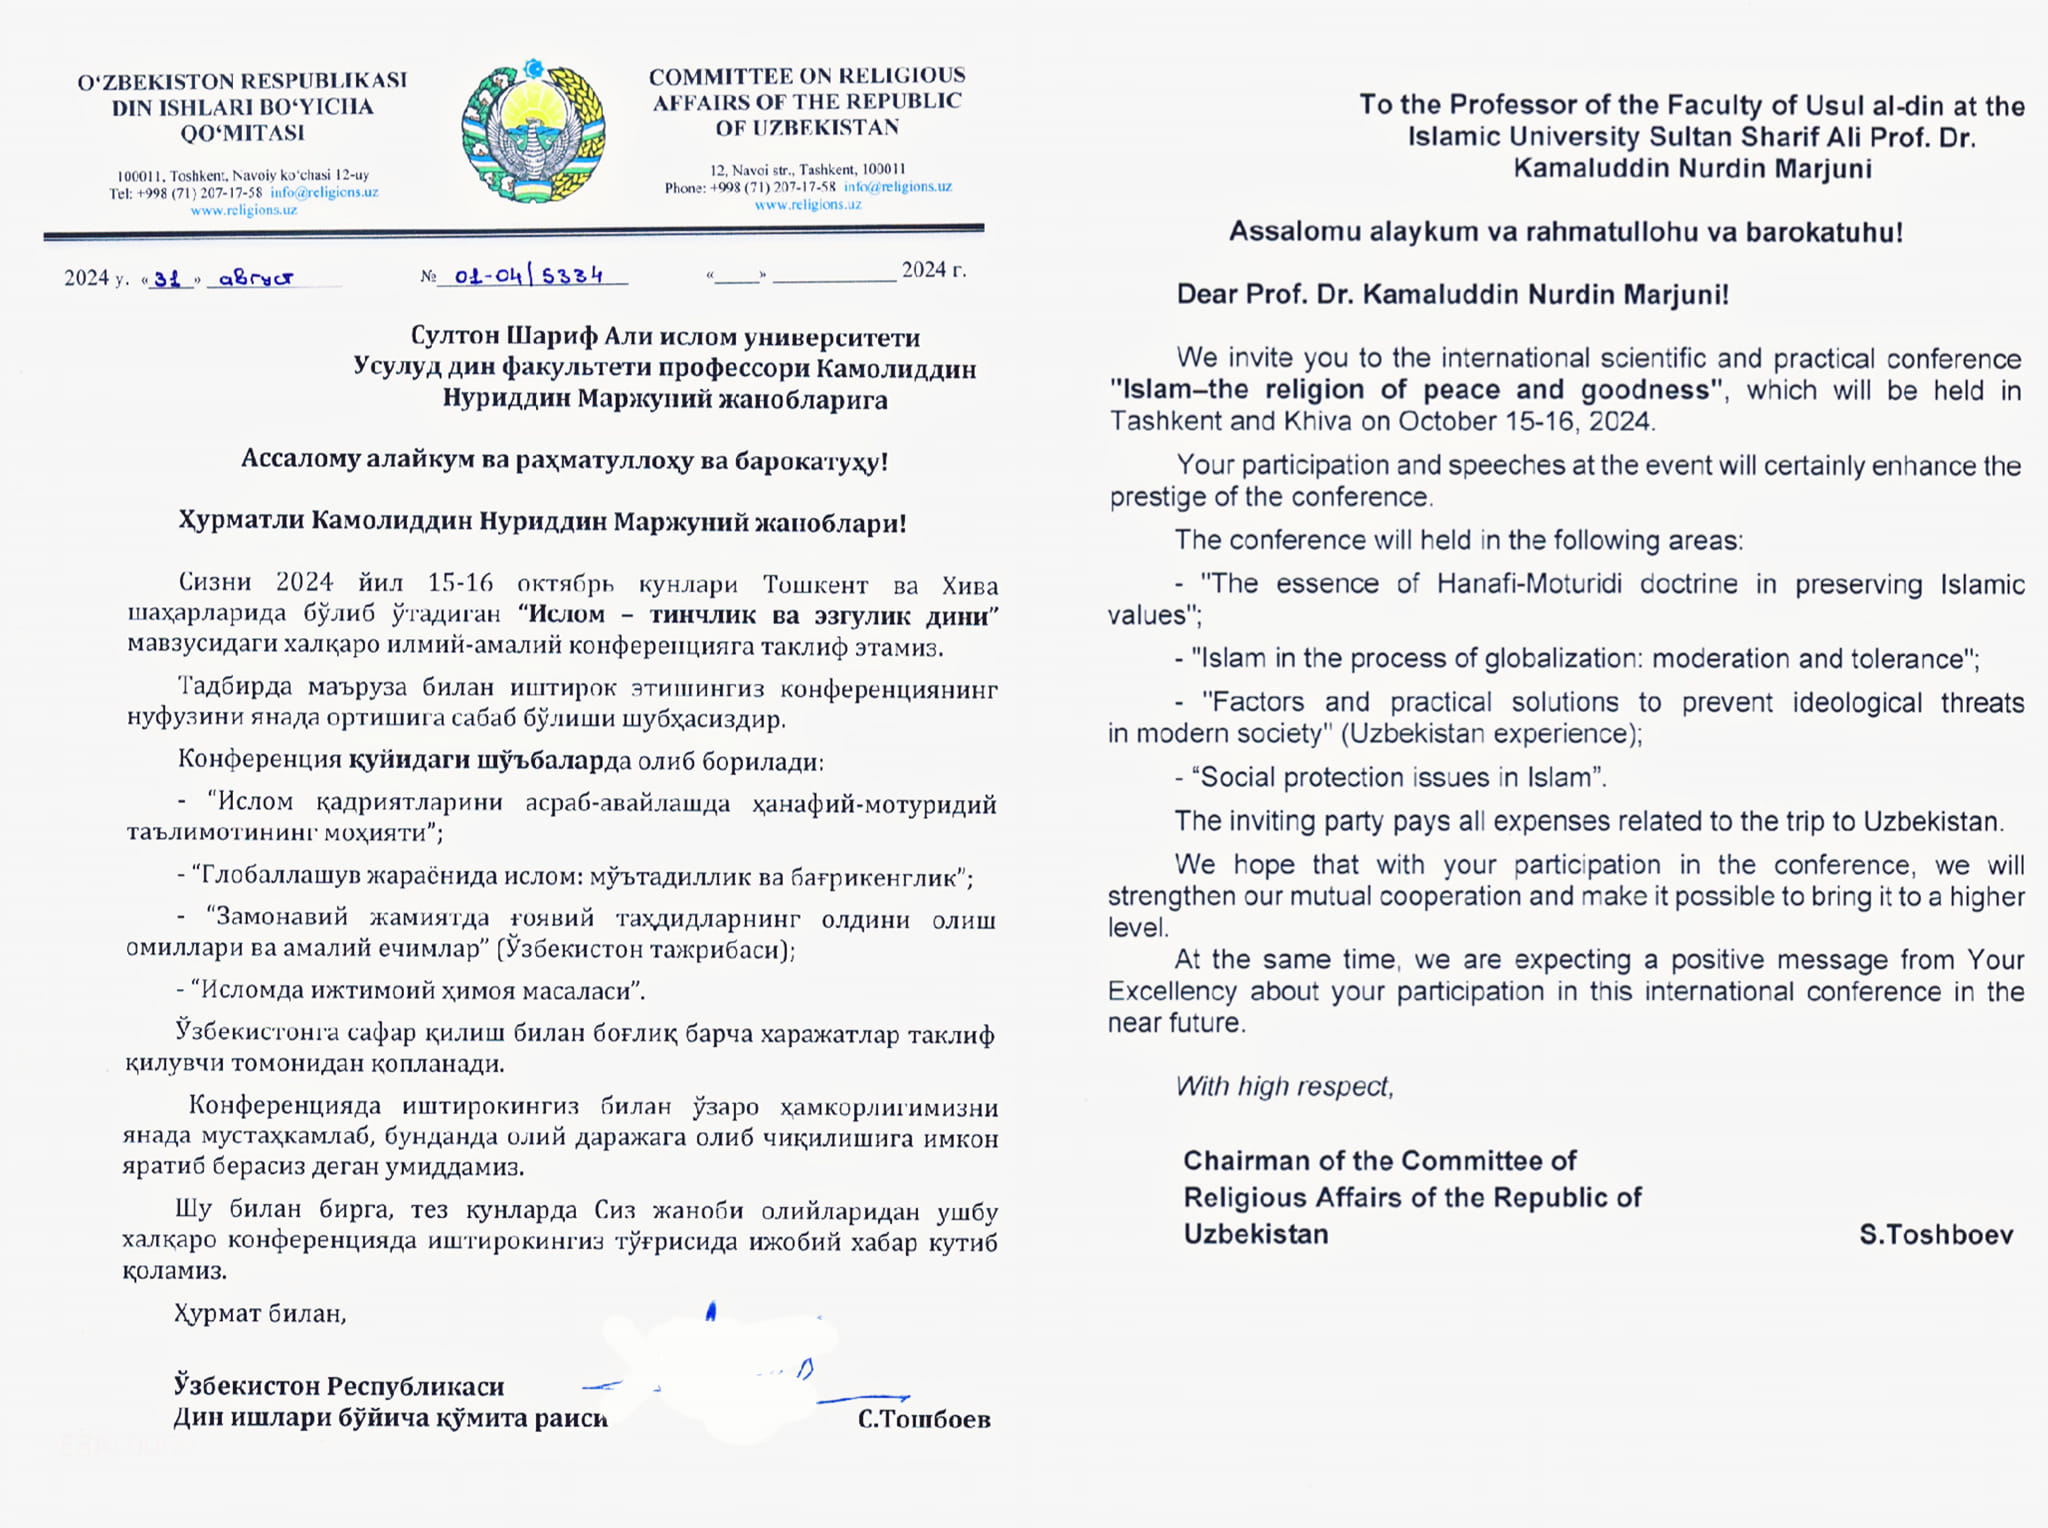 O‘ZBEKISTON RESPUBLIKASI
DIN ISHLARI BO‘YICHA
QO‘MITASI
100011, Toshkent, Navoiy ko‘chasi 12-uy
Tel: +998 (71) 207-17-58 info@religions.uz
www.religions.uz
COMMITTEE ON RELIGIOUS
AFFAIRS OF THE REPUBLIC
OF UZBEKISTAN
12, Navoi str., Tashkent, 100011
Phone: +998 (71) 207-17-58 info@religions.uz
www.religions.uz
2024 y. «31» август № 01-04/5334 «____» ____________ 2024 г.
Султон Шариф Али ислом университети
Усулуд дин факультети профессори Камолиддин
Нуриддин Маржуний жанобларига
Ассалому алайкум ва раҳматуллоҳу ва барокатуҳу!
Ҳурматли Камолиддин Нуриддин Маржуний жаноблари!
Сизни 2024 йил 15-16 октябрь кунлари Тошкент ва Хива
шаҳарларида бўлиб ўтадиган “Ислом – тинчлик ва эзгулик дини”
мавзусидаги халқаро илмий-амалий конференцияга таклиф этамиз.
Тадбирда маъруза билан иштирок этишингиз конференциянинг
нуфузини янада ортишига сабаб бўлиши шубҳасиздир.
Конференция қуйидаги шўъбаларда олиб борилади:
- “Ислом қадриятларини асраб-авайлашда ҳанафий-мотуридий
таълимотининг моҳияти”;
- “Глобаллашув жараёнида ислом: мўътадиллик ва бағрикенглик”;
- “Замонавий жамиятда ғоявий таҳдидларнинг олдини олиш
омиллари ва амалий ечимлар” (Ўзбекистон тажрибаси);
- “Исломда ижтимоий ҳимоя масаласи”.
Ўзбекистонга сафар қилиш билан боғлиқ барча харажатлар таклиф
қилувчи томонидан қопланади.
Конференцияда иштирокингиз билан ўзаро ҳамкорлигимизни
янада мустаҳкамлаб, бунданда олий даражага олиб чиқилишига имкон
яратиб берасиз деган умиддамиз.
Шу билан бирга, тез кунларда Сиз жаноби олийларидан ушбу
халқаро конференцияда иштирокингиз тўғрисида ижобий хабар кутиб
қоламиз.
Ҳурмат билан,
Ўзбекистон Республикаси
Дин ишлари бўйича қўмита раиси С.Тошбоев
To the Professor of the Faculty of Usul al-din at the
Islamic University Sultan Sharif Ali Prof. Dr.
Kamaluddin Nurdin Marjuni
Assalomu alaykum va rahmatullohu va barokatuhu!
Dear Prof. Dr. Kamaluddin Nurdin Marjuni!
We invite you to the international scientific and practical conference
"Islam–the religion of peace and goodness", which will be held in
Tashkent and Khiva on October 15-16, 2024.
Your participation and speeches at the event will certainly enhance the
prestige of the conference.
The conference will held in the following areas:
- "The essence of Hanafi-Moturidi doctrine in preserving Islamic
values";
- "Islam in the process of globalization: moderation and tolerance";
- "Factors and practical solutions to prevent ideological threats
in modern society" (Uzbekistan experience);
- “Social protection issues in Islam”.
The inviting party pays all expenses related to the trip to Uzbekistan.
We hope that with your participation in the conference, we will
strengthen our mutual cooperation and make it possible to bring it to a higher
level.
At the same time, we are expecting a positive message from Your
Excellency about your participation in this international conference in the
near future.
With high respect,
Chairman of the Committee of
Religious Affairs of the Republic of
Uzbekistan S.Toshboev